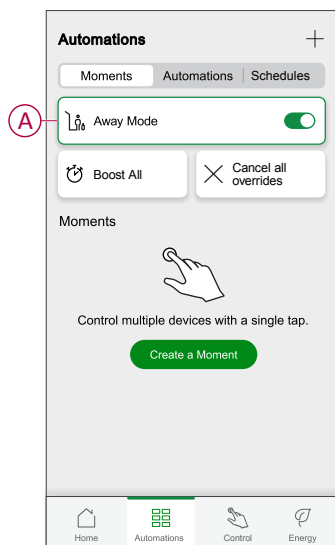 Automations
Moments Automations Schedules
A
Away Mode
Boost All
Cancel all
overrides
Moments
Control multiple devices with a single tap.
Create a Moment
Home Automations Control Energy